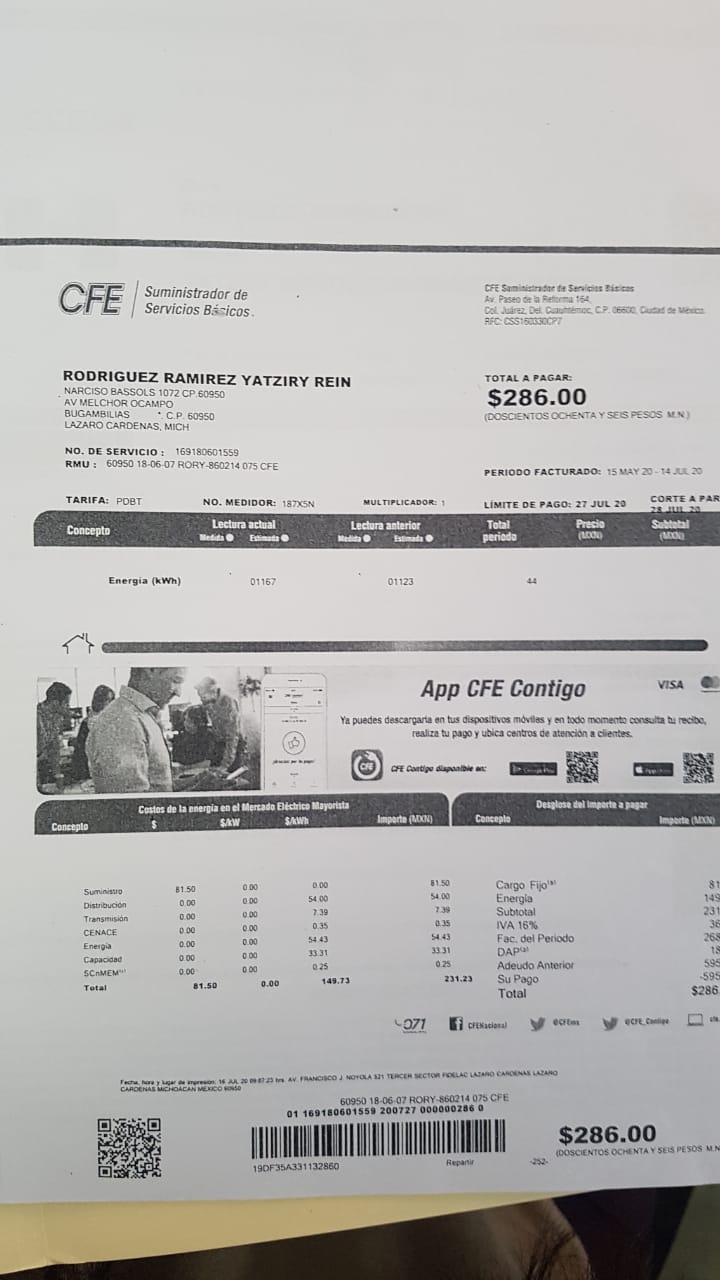 CFE Suministrador de
Servicios Básicos.
CFE Suministrador de Servicios Básicos
Av. Paseo de la Reforma 164,
Col. Juárez, Del. Cuauhtémoc, C.P. 06600, Ciudad de México.
RFC: CSS160330CP7
RODRIGUEZ RAMIREZ YATZIRY REIN
NARCISO BASSOLS 1072 CP.60950
AV MELCHOR OCAMPO
BUGAMBILIAS C.P. 60950
LAZARO CARDENAS, MICH
TOTAL A PAGAR:
$286.00
(DOSCIENTOS OCHENTA Y SEIS PESOS M.N.)
NO. DE SERVICIO : 169180601559
RMU : 60950 18-06-07 RORY-860214 075 CFE
PERIODO FACTURADO: 15 MAY 20 - 14 JUL 20
TARIFA: PDBT NO. MEDIDOR: 187X5N MULTIPLICADOR: 1 LÍMITE DE PAGO: 27 JUL 20 CORTE A PAR
28 JUL 20
Concepto Lectura actual Lectura anterior Total periodo Precio (MXN) Subtotal (MXN)
Medida Estimada Medida Estimada
Energía (kWh) 01167 01123 44
App CFE Contigo
VISA
Ya puedes descargarla en tus dispositivos móviles y en todo momento consulta tu recibo,
realiza tu pago y ubica centros de atención a clientes.
CFE
CFE Contigo disponible en:
Costos de la energía en el Mercado Eléctrico Mayorista
Concepto $ $/kW $/kWh Importe (MXN)
Suministro 81.50 0.00 0.00 81.50
Distribución 0.00 0.00 54.00 54.00
Transmisión 0.00 0.00 7.39 7.39
CENACE 0.00 0.00 0.35 0.35
Energía 0.00 0.00 54.43 54.43
Capacidad 0.00 0.00 33.31 33.31
SCnMEM 0.00 0.00 0.25 0.25
Total 81.50 0.00 149.73 231.23
Desglose del importe a pagar
Concepto Importe (MXN)
Cargo Fijo 81
Energía 149
Subtotal 231
IVA 16% 36
Fac. del Periodo 268
DAP 18
Adeudo Anterior 595
Su Pago -595
Total $286.
071 CFENacional @CFEmx @CFE_Contigo
Fecha, hora y lugar de impresión: 16 JUL 20 09:07:23 hrs. AV. FRANCISCO J. NOYOLA 521 TERCER SECTOR FIDELAC LAZARO CARDENAS LAZARO
CARDENAS MICHOACAN MEXICO 60950
60950 18-06-07 RORY-860214 075 CFE
01 169180601559 200727 000000286 0
19DF35A331132860 Repartir -252-
$286.00
(DOSCIENTOS OCHENTA Y SEIS PESOS M.N